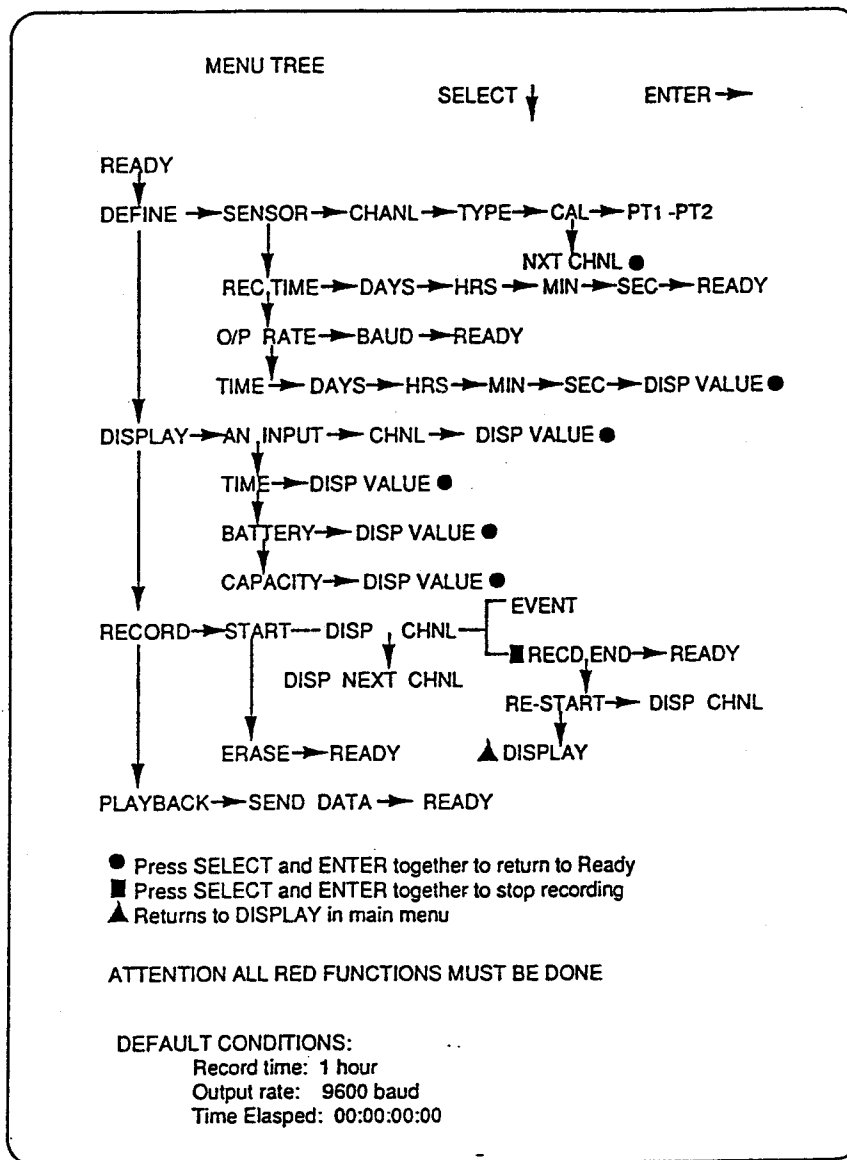 MENU TREE
SELECT ENTER
READY
DEFINE SENSOR CHANL TYPE CAL PT1 -PT2
NXT CHNL
REC TIME DAYS HRS MIN SEC READY
O/P RATE BAUD READY
TIME DAYS HRS MIN SEC DISP VALUE
DISPLAY AN INPUT CHNL DISP VALUE
TIME DISP VALUE
BATTERY DISP VALUE
CAPACITY DISP VALUE
EVENT
RECORD START DISP CHNL
RECD END READY
DISP NEXT CHNL
RE-START DISP CHNL
ERASE READY DISPLAY
PLAYBACK SEND DATA READY
Press SELECT and ENTER together to return to Ready
Press SELECT and ENTER together to stop recording
Returns to DISPLAY in main menu
ATTENTION ALL RED FUNCTIONS MUST BE DONE
DEFAULT CONDITIONS:
Record time: 1 hour
Output rate: 9600 baud
Time Elasped: 00:00:00:00